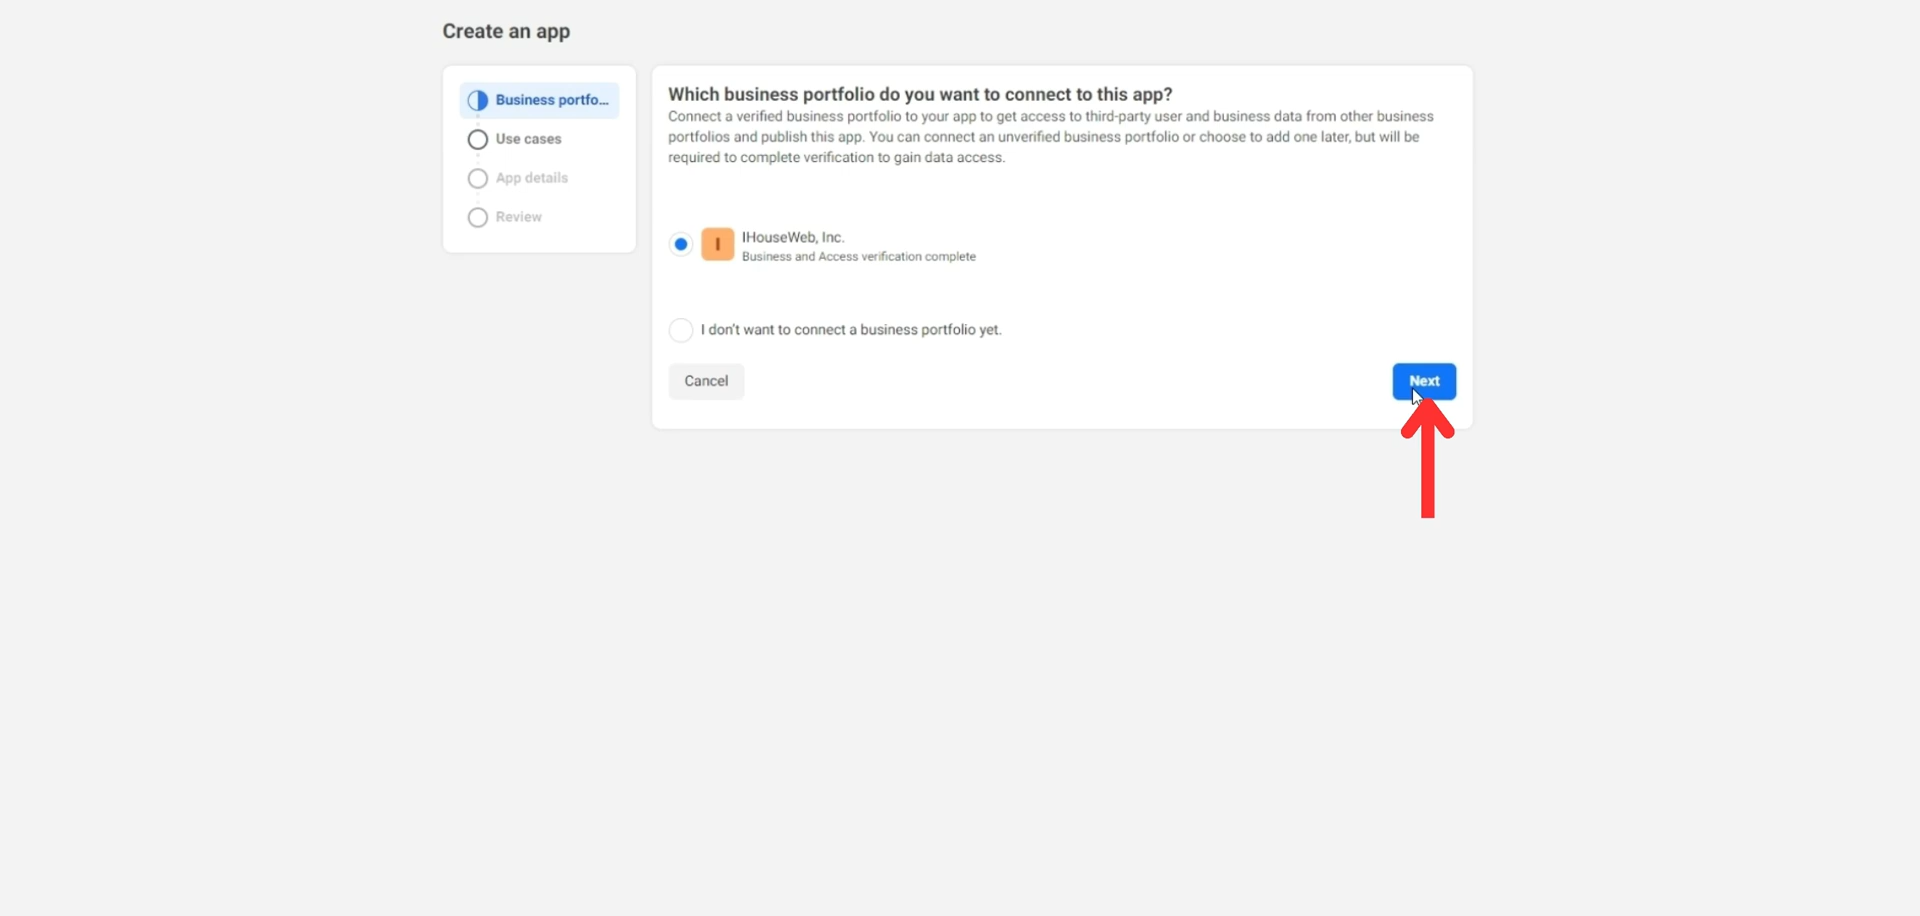 Create an app
Business portfo...
Use cases
App details
Review
Which business portfolio do you want to connect to this app?
Connect a verified business portfolio to your app to get access to third-party user and business data from other business
portfolios and publish this app. You can connect an unverified business portfolio or choose to add one later, but will be
required to complete verification to gain data access.
I
IHouseWeb, Inc.
Business and Access verification complete
I don't want to connect a business portfolio yet.
Cancel
Next